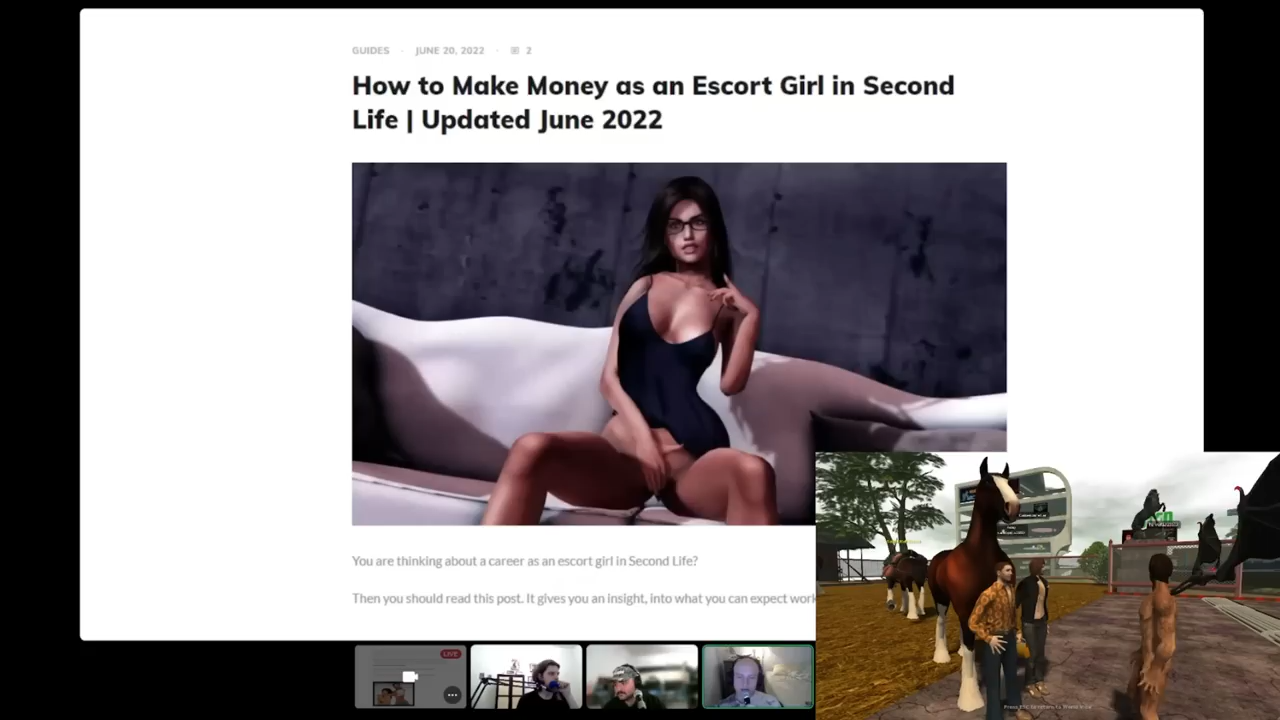 GUIDES · JUNE 20, 2022 · 2
How to Make Money as an Escort Girl in Second
Life | Updated June 2022
You are thinking about a career as an escort girl in Second Life?
Then you should read this post. It gives you an insight, into what you can expect work
LIVE